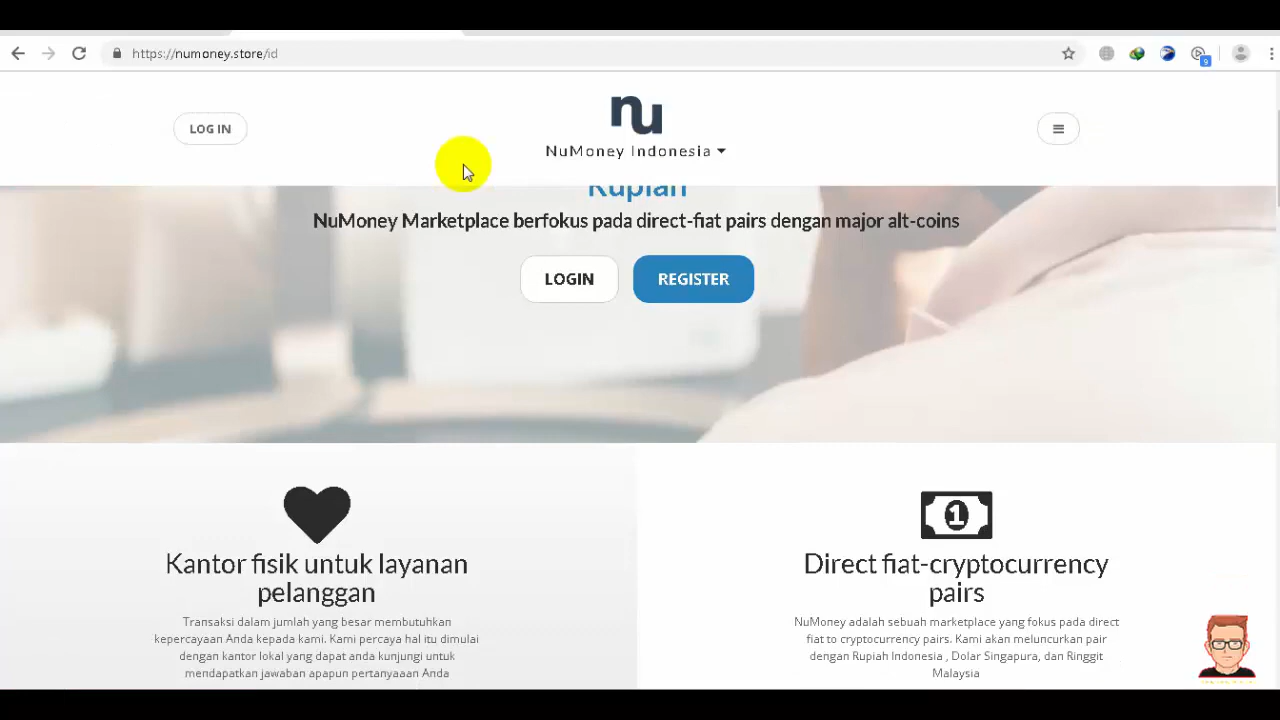 https://numoney.store/id
9
LOG IN
nu
NuMoney Indonesia
Rupiah
NuMoney Marketplace berfokus pada direct-fiat pairs dengan major alt-coins
LOGIN
REGISTER
Kantor fisik untuk layanan
pelanggan
Transaksi dalam jumlah yang besar membutuhkan
kepercayaan Anda kepada kami. Kami percaya hal itu dimulai
dengan kantor lokal yang dapat anda kunjungi untuk
mendapatkan jawaban apapun pertanyaaan Anda
1
Direct fiat-cryptocurrency
pairs
NuMoney adalah sebuah marketplace yang fokus pada direct
fiat to cryptocurrency pairs. Kami akan meluncurkan pair
dengan Rupiah Indonesia , Dolar Singapura, dan Ringgit
Malaysia